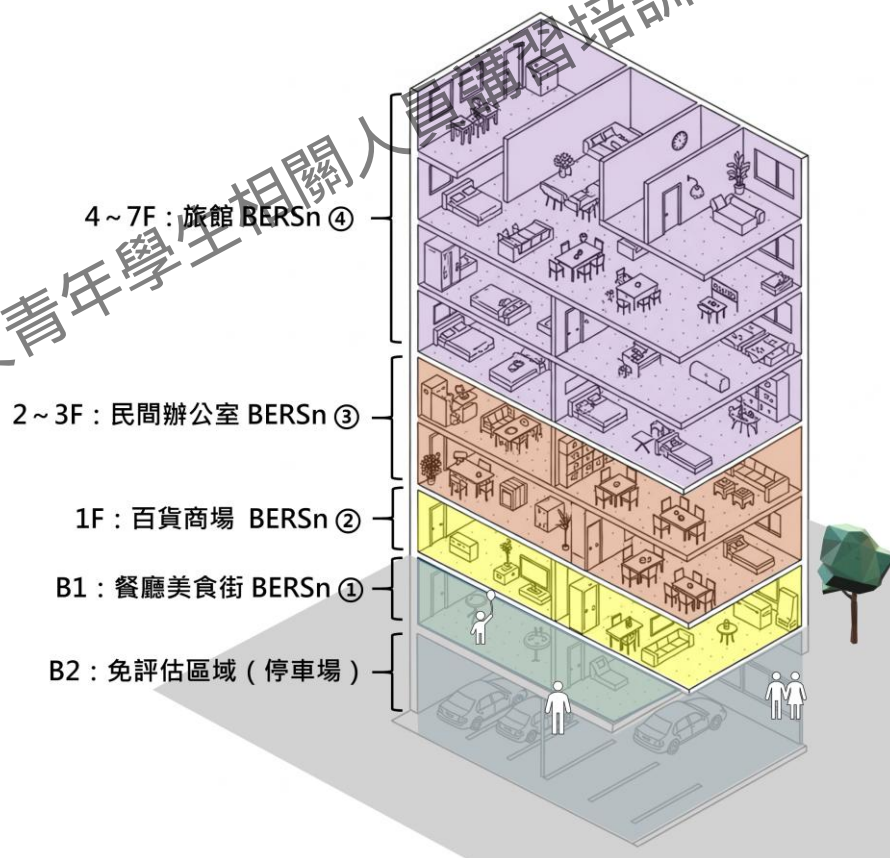 人青年學生相關人員講習培訓
4～7F：旅館 BERSn ④
2～3F：民間辦公室 BERSn ③
1F：百貨商場 BERSn ②
B1：餐廳美食街 BERSn ①
B2：免評估區域（停車場）